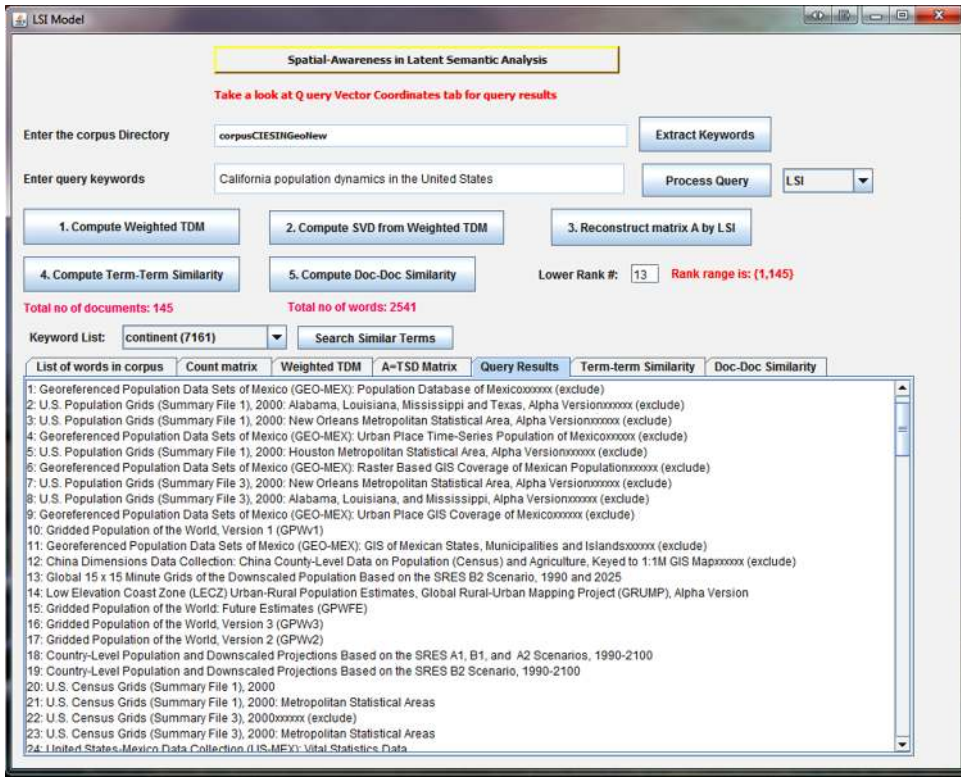 LSI Model
Spatial-Awareness in Latent Semantic Analysis
Take a look at Q uery Vector Coordinates tab for query results
Enter the corpus Directory corpusCIESINGeoNew Extract Keywords
Enter query keywords California population dynamics in the United States Process Query LSI
1. Compute Weighted TDM 2. Compute SVD from Weighted TDM 3. Reconstruct matrix A by LSI
4. Compute Term-Term Similarity 5. Compute Doc-Doc Similarity Lower Rank #: 13 Rank range is: {1,145}
Total no of documents: 145 Total no of words: 2541
Keyword List: continent (7161) Search Similar Terms
List of words in corpus Count matrix Weighted TDM A=TSD Matrix Query Results Term-term Similarity Doc-Doc Similarity
1: Georeferenced Population Data Sets of Mexico (GEO-MEX): Population Database of Mexicoxxxxxx (exclude)
2: U.S. Population Grids (Summary File 1), 2000: Alabama, Louisiana, Mississippi and Texas, Alpha Versionxxxxxx (exclude)
3: U.S. Population Grids (Summary File 1), 2000: New Orleans Metropolitan Statistical Area, Alpha Versionxxxxxx (exclude)
4: Georeferenced Population Data Sets of Mexico (GEO-MEX): Urban Place Time-Series Population of Mexicoxxxxxx (exclude)
5: U.S. Population Grids (Summary File 1), 2000: Houston Metropolitan Statistical Area, Alpha Versionxxxxxx (exclude)
6: Georeferenced Population Data Sets of Mexico (GEO-MEX): Raster Based GIS Coverage of Mexican Populationxxxxxx (exclude)
7: U.S. Population Grids (Summary File 3), 2000: New Orleans Metropolitan Statistical Area, Alpha Versionxxxxxx (exclude)
8: U.S. Population Grids (Summary File 3), 2000: Alabama, Louisiana, and Mississippi, Alpha Versionxxxxxx (exclude)
9: Georeferenced Population Data Sets of Mexico (GEO-MEX): Urban Place GIS Coverage of Mexicoxxxxxx (exclude)
10: Gridded Population of the World, Version 1 (GPWv1)
11: Georeferenced Population Data Sets of Mexico (GEO-MEX): GIS of Mexican States, Municipalities and Islandsxxxxxx (exclude)
12: China Dimensions Data Collection: China County-Level Data on Population (Census) and Agriculture, Keyed to 1:1M GIS Mapxxxxxx (exclude)
13: Global 15 x 15 Minute Grids of the Downscaled Population Based on the SRES B2 Scenario, 1990 and 2025
14: Low Elevation Coast Zone (LECZ) Urban-Rural Population Estimates, Global Rural-Urban Mapping Project (GRUMP), Alpha Version
15: Gridded Population of the World: Future Estimates (GPWFE)
16: Gridded Population of the World, Version 3 (GPWv3)
17: Gridded Population of the World, Version 2 (GPWv2)
18: Country-Level Population and Downscaled Projections Based on the SRES A1, B1, and A2 Scenarios, 1990-2100
19: Country-Level Population and Downscaled Projections Based on the SRES B2 Scenario, 1990-2100
20: U.S. Census Grids (Summary File 1), 2000
21: U.S. Census Grids (Summary File 1), 2000: Metropolitan Statistical Areas
22: U.S. Census Grids (Summary File 3), 2000xxxxxx (exclude)
23: U.S. Census Grids (Summary File 3), 2000: Metropolitan Statistical Areas
24: United States-Mexico Data Collection (US-MEX): Vital Statistics Data